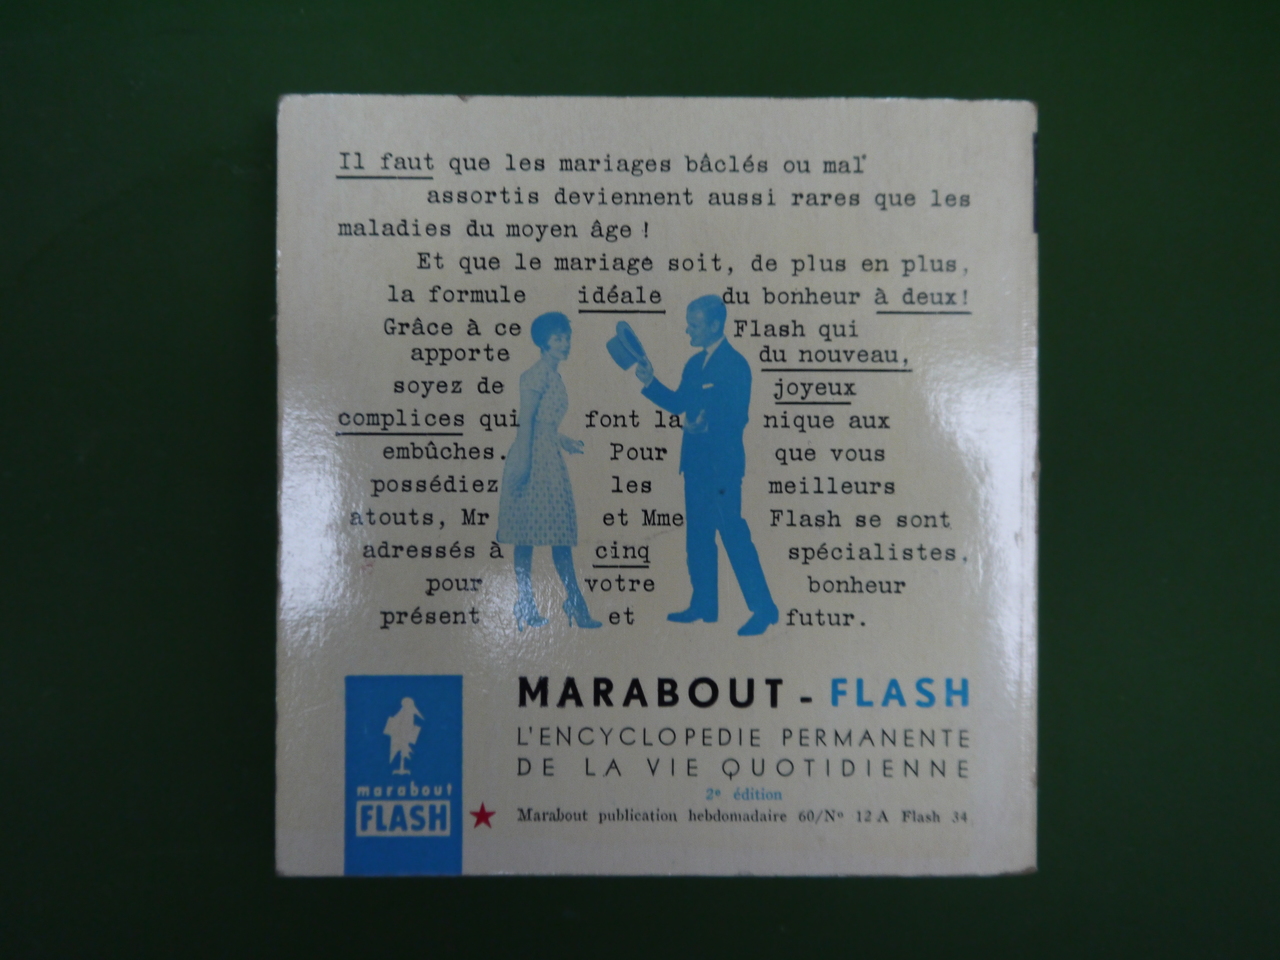 Il faut que les mariages bâclés ou mal'
assortis deviennent aussi rares que les
maladies du moyen âge !
Et que le mariage soit, de plus en plus,
la formule idéale du bonheur à deux!
Grâce à ce Flash qui
apporte du nouveau,
soyez de joyeux
complices qui font la nique aux
embûches. Pour que vous
possédiez les meilleurs
atouts, Mr et Mme Flash se sont
adressés à cinq spécialistes,
pour votre bonheur
présent et futur.
MARABOUT - FLASH
L'ENCYCLOPEDIE PERMANENTE
DE LA VIE QUOTIDIENNE
2e édition
Marabout publication hebdomadaire 60/No 12 A Flash 34
marabout
FLASH